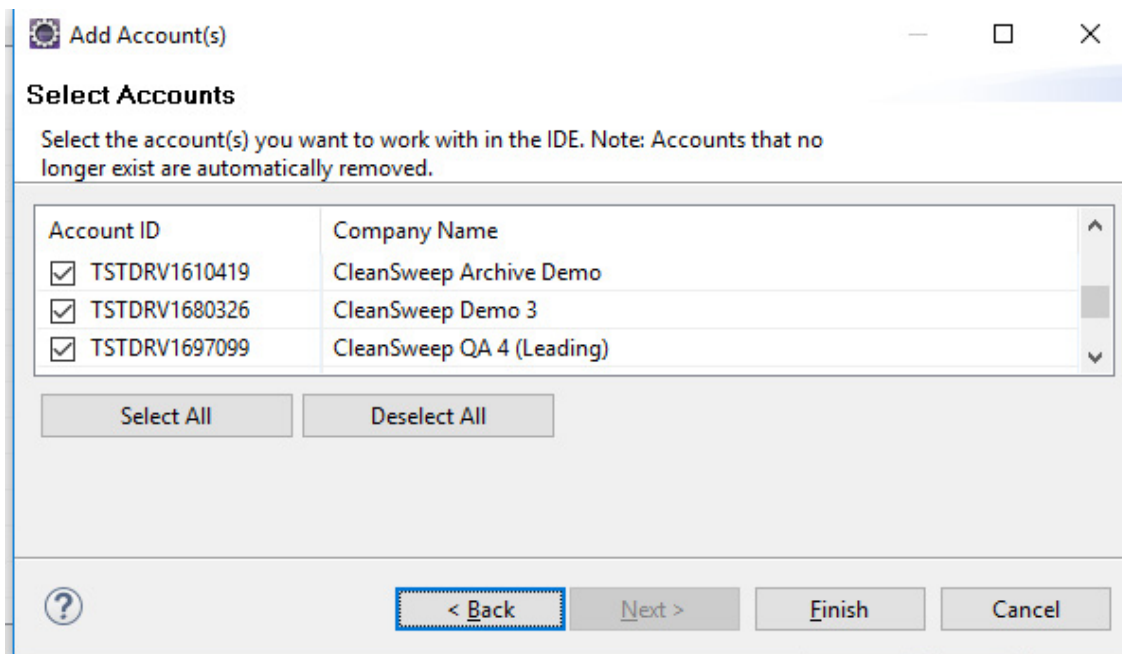 Add Account(s)
Select Accounts
Select the account(s) you want to work with in the IDE. Note: Accounts that no
longer exist are automatically removed.
Account ID Company Name
TSTDRV1610419 CleanSweep Archive Demo
TSTDRV1680326 CleanSweep Demo 3
TSTDRV1697099 CleanSweep QA 4 (Leading)
Select All Deselect All
? < Back Next > Finish Cancel